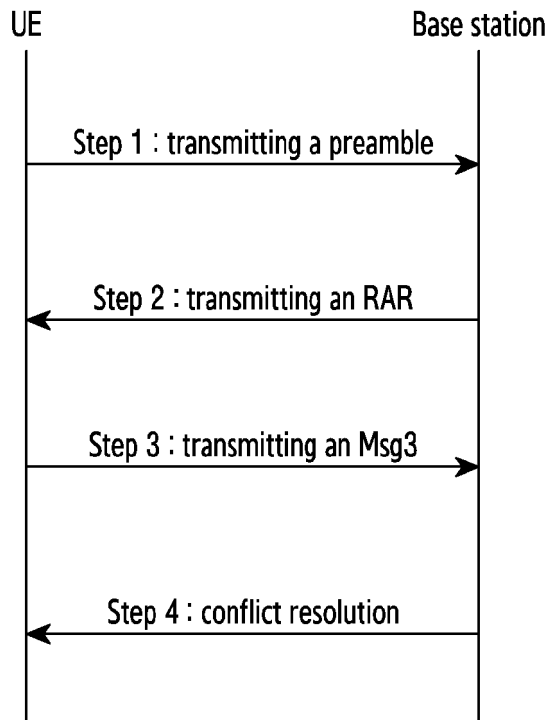 UE
Base station
Step 1 : transmitting a preamble
Step 2 : transmitting an RAR
Step 3 : transmitting an Msg3
Step 4 : conflict resolution